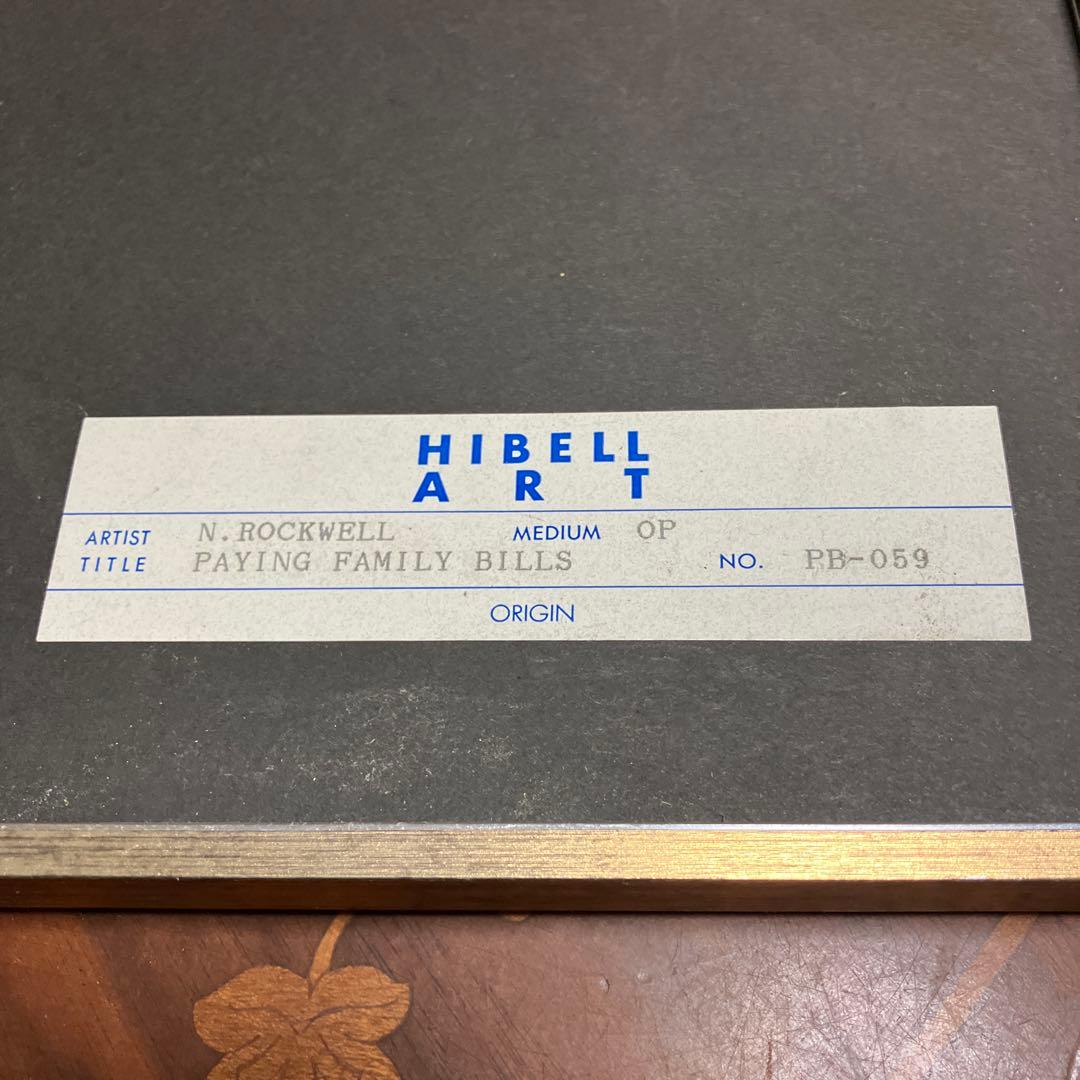 HIBELL
ART
ARTIST N.ROCKWELL MEDIUM OP
TITLE PAYING FAMILY BILLS NO. PB-059
ORIGIN